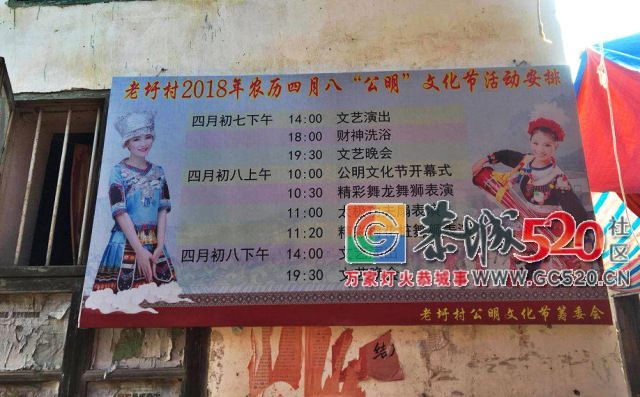 老圩村2018年农历四月八“公明”文化节活动安排
四月初七下午 14:00 文艺演出
18:00 财神洗浴
19:30 文艺晚会
四月初八上午 10:00 公明文化节开幕式
10:30 精彩舞龙舞狮表演
11:00
11:20
四月初八下午 14:00
19:30
老圩村公明文化节筹委会
恭城520社区
万家灯火恭城事 WWW.GC520.CN